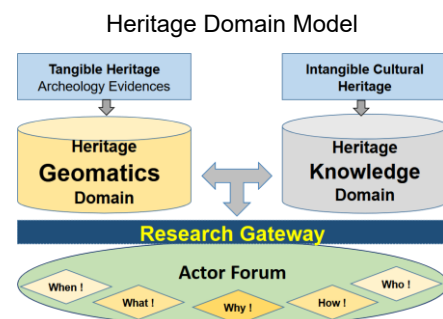 Heritage Domain Model
Tangible Heritage
Archeology Evidences
Intangible Cultural
Heritage
Heritage
Geomatics
Domain
Heritage
Knowledge
Domain
Research Gateway
Actor Forum
When !
What !
Why !
How !
Who !